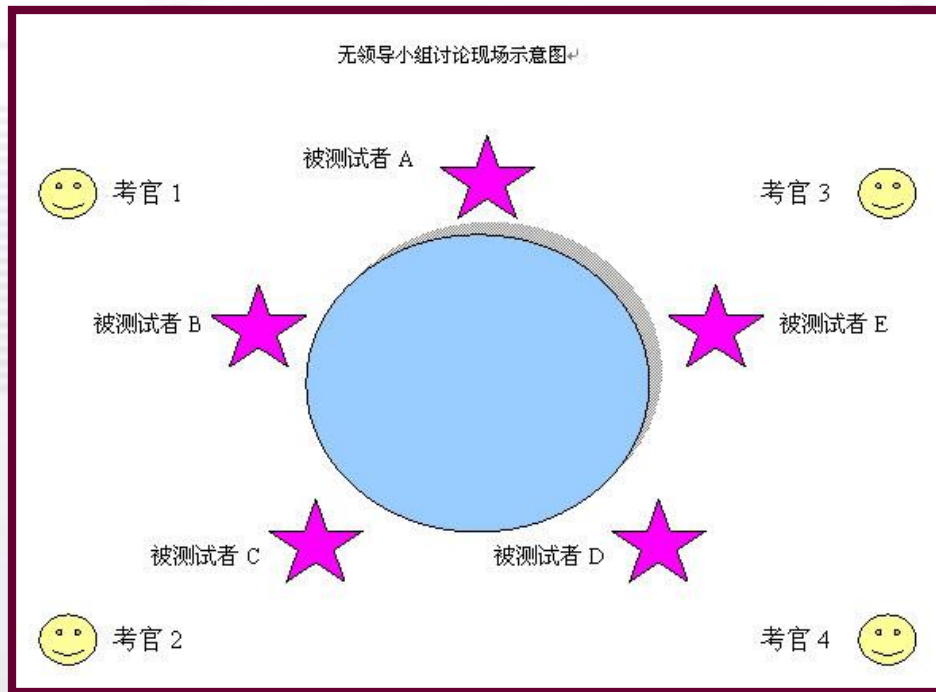 无领导小组讨论现场示意图↵
被测试者 A
考官 1
考官 3
被测试者 B
被测试者 E
被测试者 C
被测试者 D
考官 2
考官 4